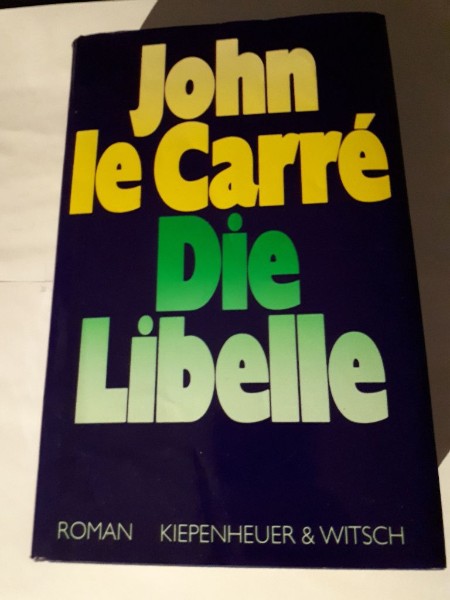 John
le Carré
Die
Libelle
ROMAN KIEPENHEUER & WITSCH